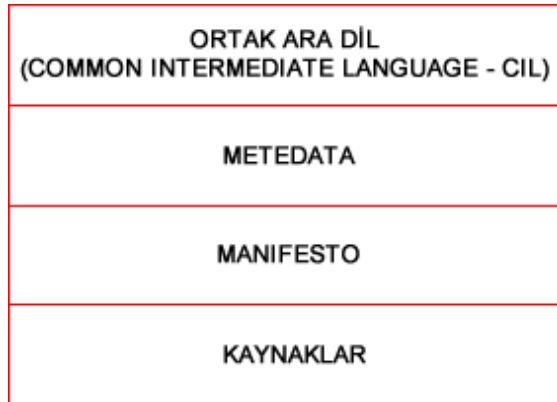 ORTAK ARA DİL
(COMMON INTERMEDIATE LANGUAGE - CIL)
METEDATA
MANIFESTO
KAYNAKLAR